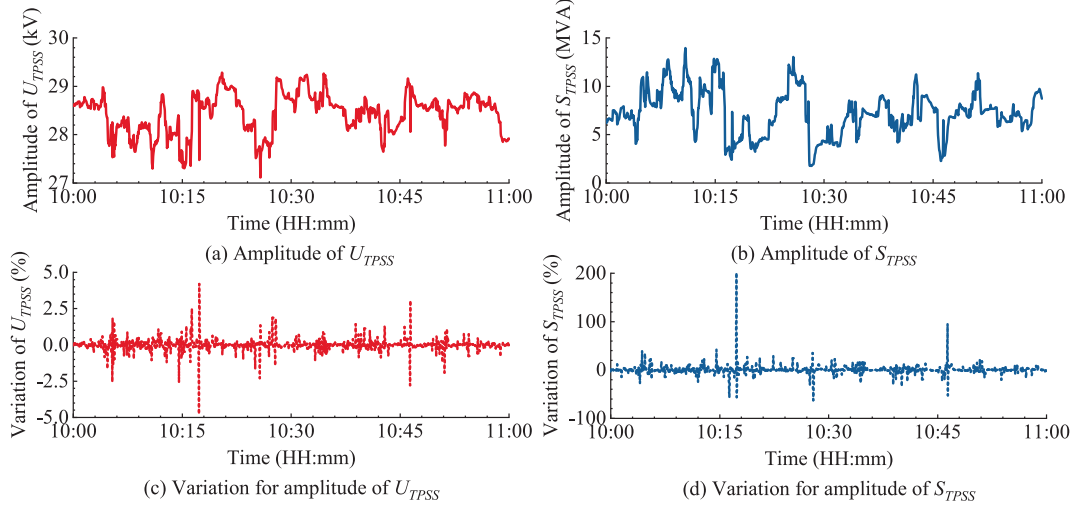 Amplitude of U_TPSS (kV)
30
29
28
27
10:00 10:15 10:30 10:45 11:00
Time (HH:mm)
(a) Amplitude of U_TPSS
Amplitude of S_TPSS (MVA)
15
10
5
0
10:00 10:15 10:30 10:45 11:00
Time (HH:mm)
(b) Amplitude of S_TPSS
Variation of U_TPSS (%)
5.0
2.5
0.0
-2.5
-5.0
10:00 10:15 10:30 10:45 11:00
Time (HH:mm)
(c) Variation for amplitude of U_TPSS
Variation of S_TPSS (%)
200
100
0
-100
10:00 10:15 10:30 10:45 11:00
Time (HH:mm)
(d) Variation for amplitude of S_TPSS